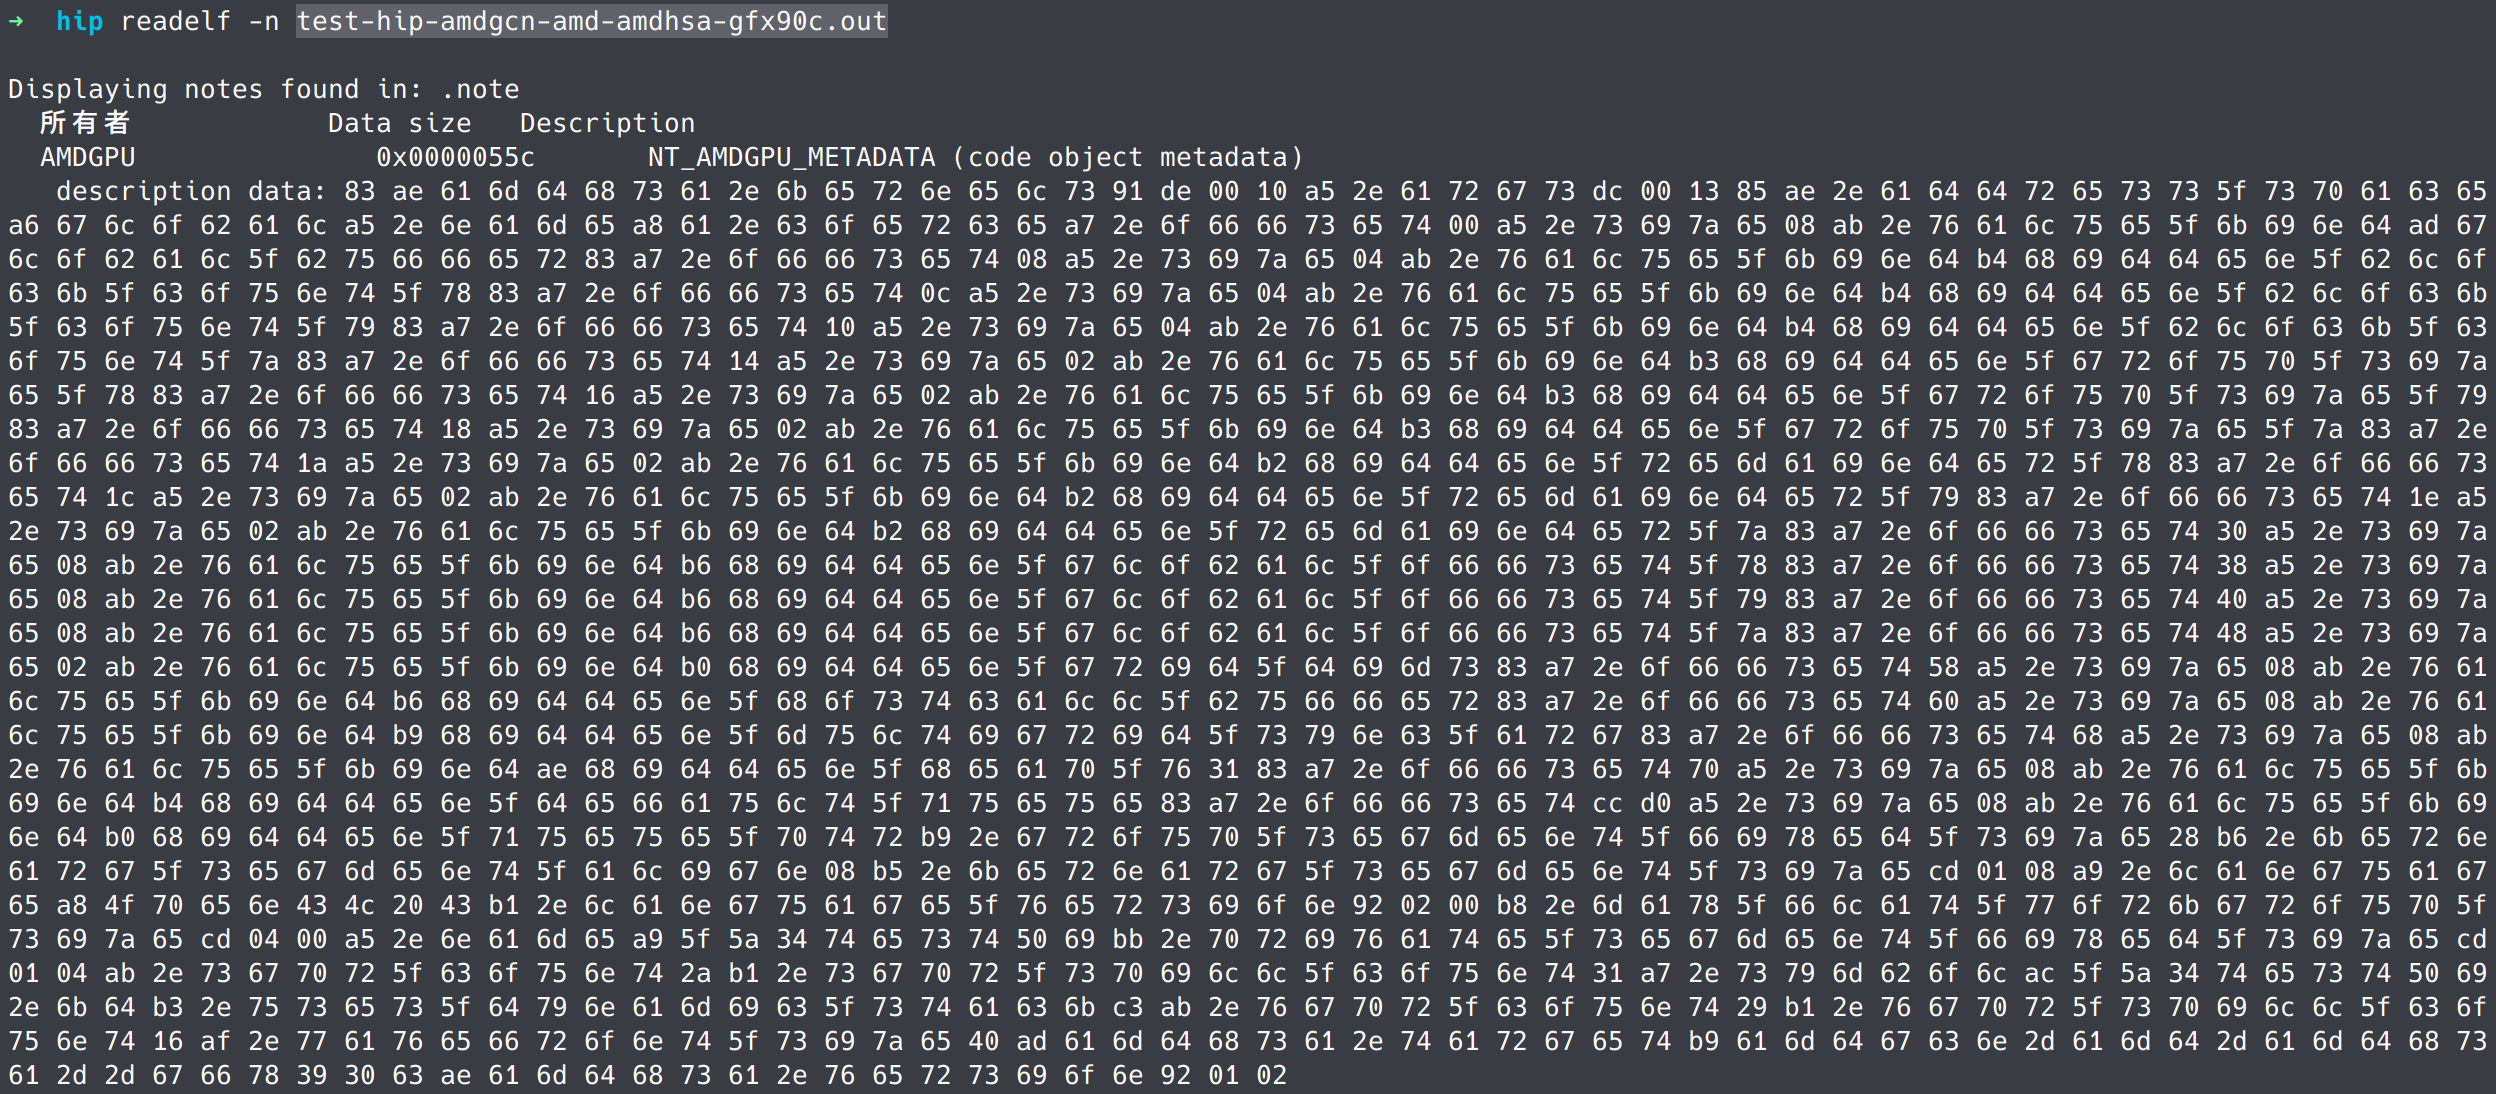 →  hip readelf -n test-hip-amdgcn-amd-amdhsa-gfx90c.out
Displaying notes found in: .note
所有者            Data size   Description
AMDGPU               0x0000055c       NT_AMDGPU_METADATA (code object metadata)
description data: 83 ae 61 6d 64 68 73 61 2e 6b 65 72 6e 65 6c 73 91 de 00 10 a5 2e 61 72 67 73 dc 00 13 85 ae 2e 61 64 64 72 65 73 73 5f 73 70 61 63 65
a6 67 6c 6f 62 61 6c a5 2e 6e 61 6d 65 a8 61 2e 63 6f 65 72 63 65 a7 2e 6f 66 66 73 65 74 00 a5 2e 73 69 7a 65 08 ab 2e 76 61 6c 75 65 5f 6b 69 6e 64 ad 67
6c 6f 62 61 6c 5f 62 75 66 66 65 72 83 a7 2e 6f 66 66 73 65 74 08 a5 2e 73 69 7a 65 04 ab 2e 76 61 6c 75 65 5f 6b 69 6e 64 b4 68 69 64 64 65 6e 5f 62 6c 6f
63 6b 5f 63 6f 75 6e 74 5f 78 83 a7 2e 6f 66 66 73 65 74 0c a5 2e 73 69 7a 65 04 ab 2e 76 61 6c 75 65 5f 6b 69 6e 64 b4 68 69 64 64 65 6e 5f 62 6c 6f 63 6b
5f 63 6f 75 6e 74 5f 79 83 a7 2e 6f 66 66 73 65 74 10 a5 2e 73 69 7a 65 04 ab 2e 76 61 6c 75 65 5f 6b 69 6e 64 b4 68 69 64 64 65 6e 5f 62 6c 6f 63 6b 5f 63
6f 75 6e 74 5f 7a 83 a7 2e 6f 66 66 73 65 74 14 a5 2e 73 69 7a 65 02 ab 2e 76 61 6c 75 65 5f 6b 69 6e 64 b3 68 69 64 64 65 6e 5f 67 72 6f 75 70 5f 73 69 7a
65 5f 78 83 a7 2e 6f 66 66 73 65 74 16 a5 2e 73 69 7a 65 02 ab 2e 76 61 6c 75 65 5f 6b 69 6e 64 b3 68 69 64 64 65 6e 5f 67 72 6f 75 70 5f 73 69 7a 65 5f 79
83 a7 2e 6f 66 66 73 65 74 18 a5 2e 73 69 7a 65 02 ab 2e 76 61 6c 75 65 5f 6b 69 6e 64 b3 68 69 64 64 65 6e 5f 67 72 6f 75 70 5f 73 69 7a 65 5f 7a 83 a7 2e
6f 66 66 73 65 74 1a a5 2e 73 69 7a 65 02 ab 2e 76 61 6c 75 65 5f 6b 69 6e 64 b2 68 69 64 64 65 6e 5f 72 65 6d 61 69 6e 64 65 72 5f 78 83 a7 2e 6f 66 66 73
65 74 1c a5 2e 73 69 7a 65 02 ab 2e 76 61 6c 75 65 5f 6b 69 6e 64 b2 68 69 64 64 65 6e 5f 72 65 6d 61 69 6e 64 65 72 5f 79 83 a7 2e 6f 66 66 73 65 74 1e a5
2e 73 69 7a 65 02 ab 2e 76 61 6c 75 65 5f 6b 69 6e 64 b2 68 69 64 64 65 6e 5f 72 65 6d 61 69 6e 64 65 72 5f 7a 83 a7 2e 6f 66 66 73 65 74 30 a5 2e 73 69 7a
65 08 ab 2e 76 61 6c 75 65 5f 6b 69 6e 64 b6 68 69 64 64 65 6e 5f 67 6c 6f 62 61 6c 5f 6f 66 66 73 65 74 5f 78 83 a7 2e 6f 66 66 73 65 74 38 a5 2e 73 69 7a
65 08 ab 2e 76 61 6c 75 65 5f 6b 69 6e 64 b6 68 69 64 64 65 6e 5f 67 6c 6f 62 61 6c 5f 6f 66 66 73 65 74 5f 79 83 a7 2e 6f 66 66 73 65 74 40 a5 2e 73 69 7a
65 08 ab 2e 76 61 6c 75 65 5f 6b 69 6e 64 b6 68 69 64 64 65 6e 5f 67 6c 6f 62 61 6c 5f 6f 66 66 73 65 74 5f 7a 83 a7 2e 6f 66 66 73 65 74 48 a5 2e 73 69 7a
65 02 ab 2e 76 61 6c 75 65 5f 6b 69 6e 64 b0 68 69 64 64 65 6e 5f 67 72 69 64 5f 64 69 6d 73 83 a7 2e 6f 66 66 73 65 74 58 a5 2e 73 69 7a 65 08 ab 2e 76 61
6c 75 65 5f 6b 69 6e 64 b6 68 69 64 64 65 6e 5f 68 6f 73 74 63 61 6c 6c 5f 62 75 66 66 65 72 83 a7 2e 6f 66 66 73 65 74 60 a5 2e 73 69 7a 65 08 ab 2e 76 61
6c 75 65 5f 6b 69 6e 64 b9 68 69 64 64 65 6e 5f 6d 75 6c 74 69 67 72 69 64 5f 73 79 6e 63 5f 61 72 67 83 a7 2e 6f 66 66 73 65 74 68 a5 2e 73 69 7a 65 08 ab
2e 76 61 6c 75 65 5f 6b 69 6e 64 ae 68 69 64 64 65 6e 5f 68 65 61 70 5f 76 31 83 a7 2e 6f 66 66 73 65 74 70 a5 2e 73 69 7a 65 08 ab 2e 76 61 6c 75 65 5f 6b
69 6e 64 b4 68 69 64 64 65 6e 5f 64 65 66 61 75 6c 74 5f 71 75 65 75 65 83 a7 2e 6f 66 66 73 65 74 cc d0 a5 2e 73 69 7a 65 08 ab 2e 76 61 6c 75 65 5f 6b 69
6e 64 b0 68 69 64 64 65 6e 5f 71 75 65 75 65 5f 70 74 72 b9 2e 67 72 6f 75 70 5f 73 65 67 6d 65 6e 74 5f 66 69 78 65 64 5f 73 69 7a 65 28 b6 2e 6b 65 72 6e
61 72 67 5f 73 65 67 6d 65 6e 74 5f 61 6c 69 67 6e 08 b5 2e 6b 65 72 6e 61 72 67 5f 73 65 67 6d 65 6e 74 5f 73 69 7a 65 cd 01 08 a9 2e 6c 61 6e 67 75 61 67
65 a8 4f 70 65 6e 43 4c 20 43 b1 2e 6c 61 6e 67 75 61 67 65 5f 76 65 72 73 69 6f 6e 92 02 00 b8 2e 6d 61 78 5f 66 6c 61 74 5f 77 6f 72 6b 67 72 6f 75 70 5f
73 69 7a 65 cd 04 00 a5 2e 6e 61 6d 65 a9 5f 5a 34 74 65 73 74 50 69 bb 2e 70 72 69 76 61 74 65 5f 73 65 67 6d 65 6e 74 5f 66 69 78 65 64 5f 73 69 7a 65 cd
01 04 ab 2e 73 67 70 72 5f 63 6f 75 6e 74 2a b1 2e 73 67 70 72 5f 73 70 69 6c 6c 5f 63 6f 75 6e 74 31 a7 2e 73 79 6d 62 6f 6c ac 5f 5a 34 74 65 73 74 50 69
2e 6b 64 b3 2e 75 73 65 73 5f 64 79 6e 61 6d 69 63 5f 73 74 61 63 6b c3 ab 2e 76 67 70 72 5f 63 6f 75 6e 74 29 b1 2e 76 67 70 72 5f 73 70 69 6c 6c 5f 63 6f
75 6e 74 16 af 2e 77 61 76 65 66 72 6f 6e 74 5f 73 69 7a 65 40 ad 61 6d 64 68 73 61 2e 74 61 72 67 65 74 b9 61 6d 64 67 63 6e 2d 61 6d 64 2d 61 6d 64 68 73
61 2d 2d 67 66 78 39 30 63 ae 61 6d 64 68 73 61 2e 76 65 72 73 69 6f 6e 92 01 02